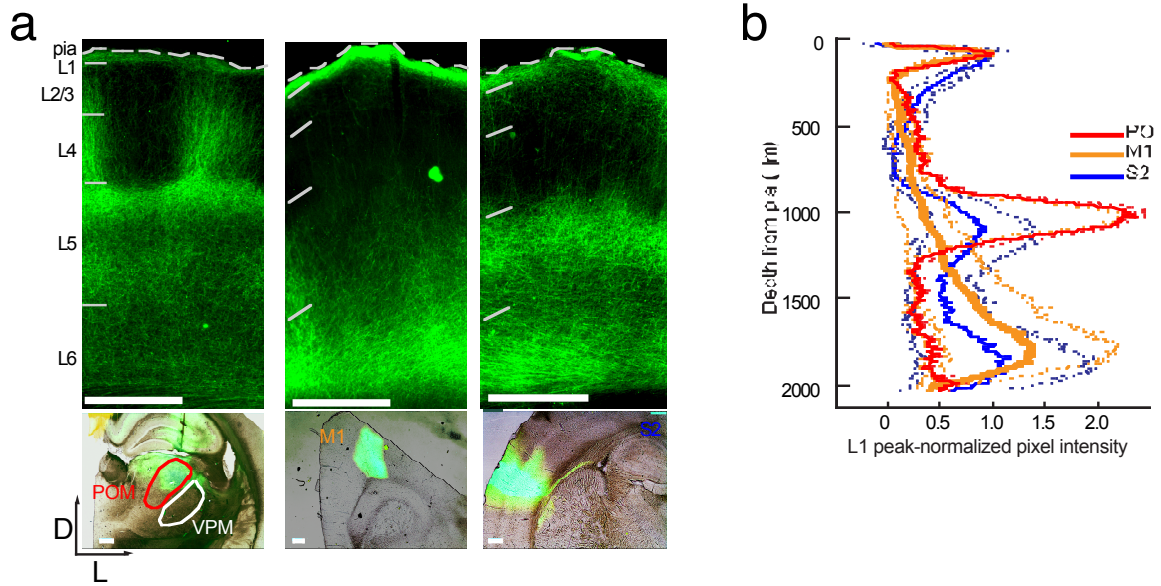 a
pia
L1
L2/3
L4
L5
L6
POM
VPM
M1
S2
D
L
b
0
500
1000
1500
2000
PO
M1
S2
0
0.5
1.0
1.5
2.0
L1 peak-normalized pixel intensity